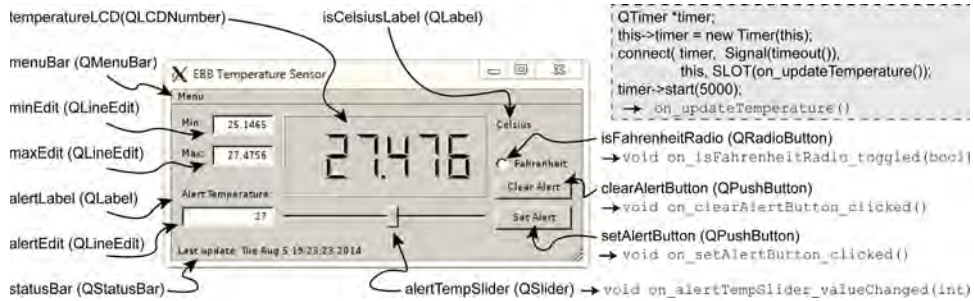 temperatureLCD(QLCDNumber)
isCelsiusLabel (QLabel)
menuBar (QMenuBar)
minEdit (QLineEdit)
maxEdit (QLineEdit)
alertLabel (QLabel)
alertEdit (QLineEdit)
statusBar (QStatusBar)
EBB Temperature Sensor
Menu
Min: 25.1465
Max: 27.4756
27.476
Celsius
Fahrenheit
Clear Alert
Alert Temperature:
27
Set Alert
Last update: Tue Aug 5 19:23:23 2014
alertTempSlider (QSlider)
void on_alertTempSlider_valueChanged(int)
QTimer *timer;
this->timer = new Timer(this);
connect( timer, Signal(timeout()),
this, SLOT(on_updateTemperature());
timer->start(5000);
on_updateTemperature()
isFahrenheitRadio (QRadioButton)
void on_isFahrenheitRadio_toggled(bool
clearAlertButton (QPushButton)
void on_clearAlertButton_clicked()
setAlertButton (QPushButton)
void on_setAlertButton_clicked()